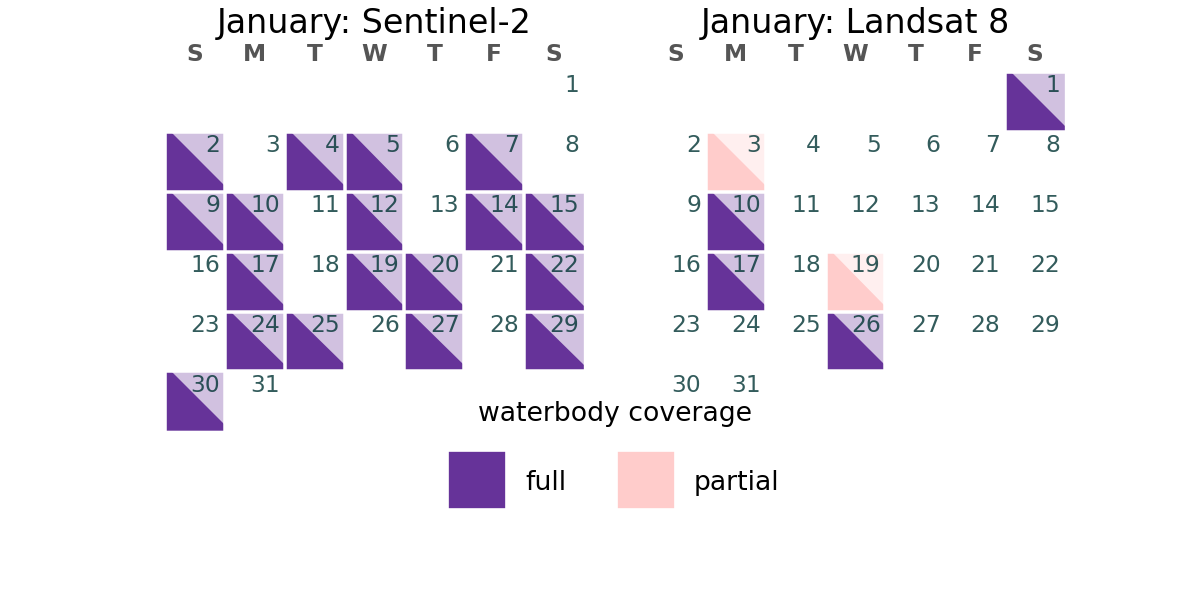 January: Sentinel-2
S M T W T F S
1
2 3 4 5 6 7 8
9 10 11 12 13 14 15
16 17 18 19 20 21 22
23 24 25 26 27 28 29
30 31
January: Landsat 8
S M T W T F S
1
2 3 4 5 6 7 8
9 10 11 12 13 14 15
16 17 18 19 20 21 22
23 24 25 26 27 28 29
30 31
waterbody coverage
full partial